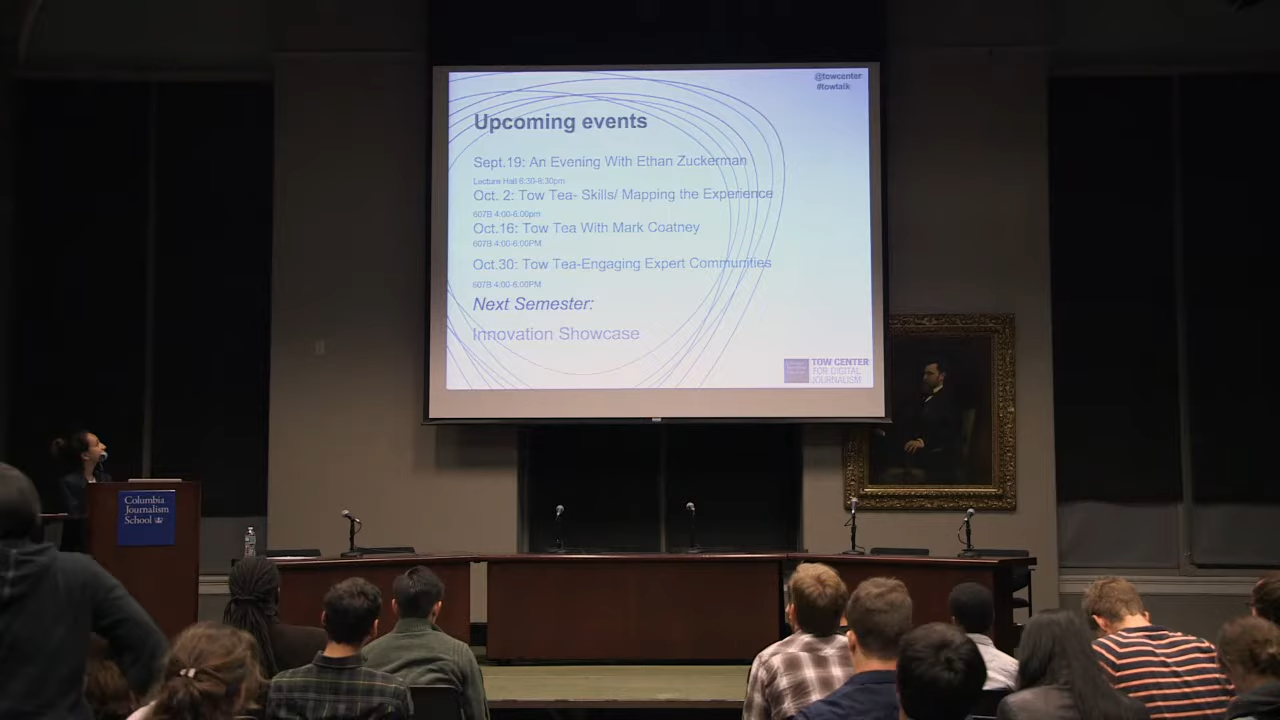 @towcenter
#towtalk
Upcoming events
Sept.19: An Evening With Ethan Zuckerman
Lecture Hall 6:30-8:30pm
Oct. 2: Tow Tea- Skills/ Mapping the Experience
607B 4:00-6:00pm
Oct.16: Tow Tea With Mark Coatney
607B 4:00-6:00PM
Oct.30: Tow Tea-Engaging Expert Communities
607B 4:00-6:00PM
Next Semester:
Innovation Showcase
TOW CENTER
FOR DIGITAL
JOURNALISM
Columbia
Journalism
School